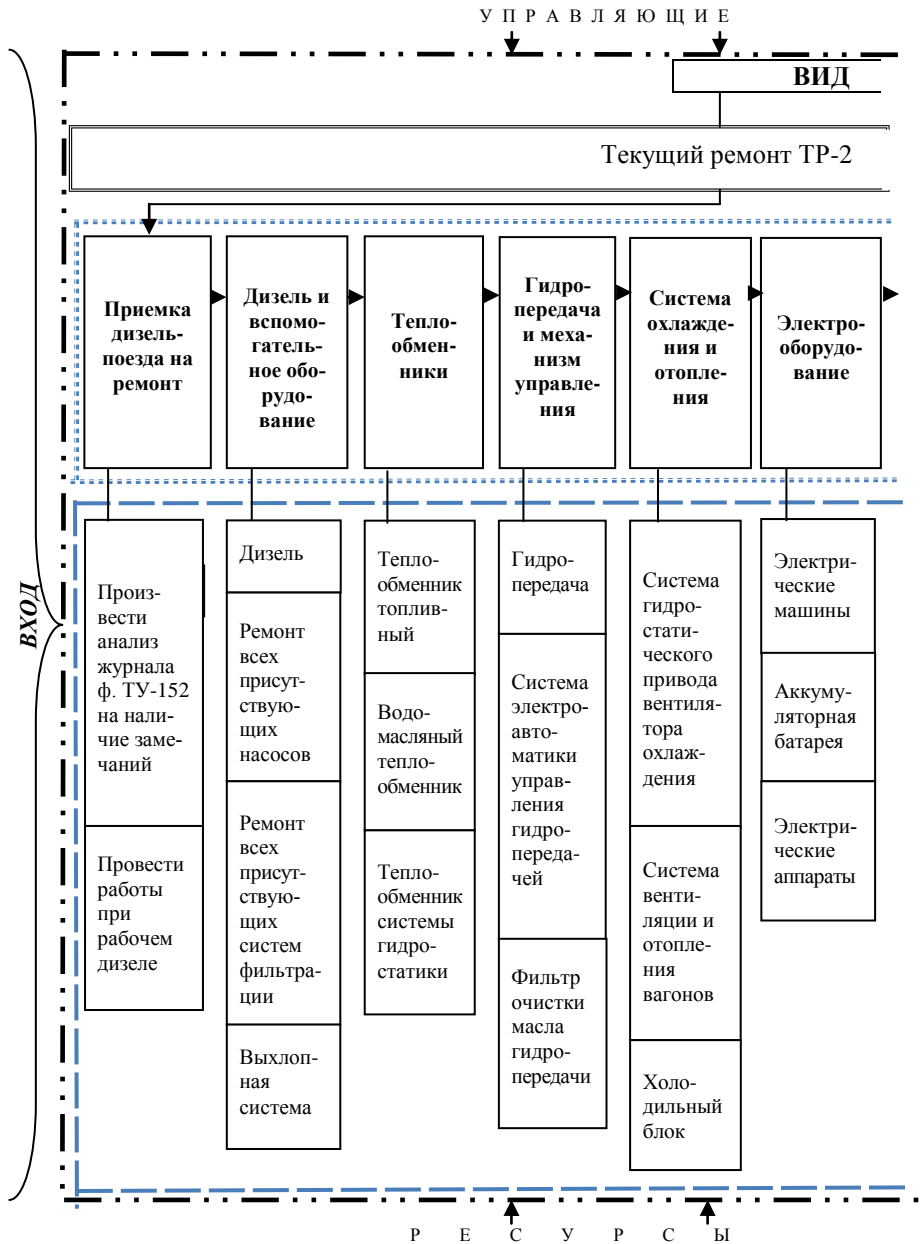 У П Р А В Л Я Ю Щ И Е
ВИД
Текущий ремонт ТР-2
ВХОД
Приемка
дизель-
поезда на
ремонт
Дизель и
вспомо-
гатель-
ное обо-
рудо-
вание
Тепло-
обмен-
ники
Гидро-
передача
и меха-
низм
управле-
ния
Система
охлажде-
ния и
отопле-
ния
Электро-
оборудо-
вание
Произ-
вести
анализ
журнала
ф. ТУ-152
на нали-
чие заме-
чаний
Провести
работы
при
рабочем
дизеле
Дизель
Ремонт
всех
присут-
ствую-
щих
насосов
Ремонт
всех
присут-
ствую-
щих
систем
фильтра-
ции
Выхлоп-
ная
система
Тепло-
обменник
топлив-
ный
Водо-
масляный
тепло-
обменник
Тепло-
обменник
системы
гидро-
статики
Гидро-
передача
Система
электро-
авто-
матики
управ-
ления
гидро-
переда-
чей
Фильтр
очистки
масла
гидро-
передачи
Система
гидро-
стати-
ческого
привода
вентиля-
тора
охлаж-
дения
Система
венти-
ляции и
отопле-
ния
вагонов
Холо-
дильный
блок
Электри-
ческие
машины
Аккуму-
ляторная
батарея
Электри-
ческие
аппараты
Р Е С У Р С Ы